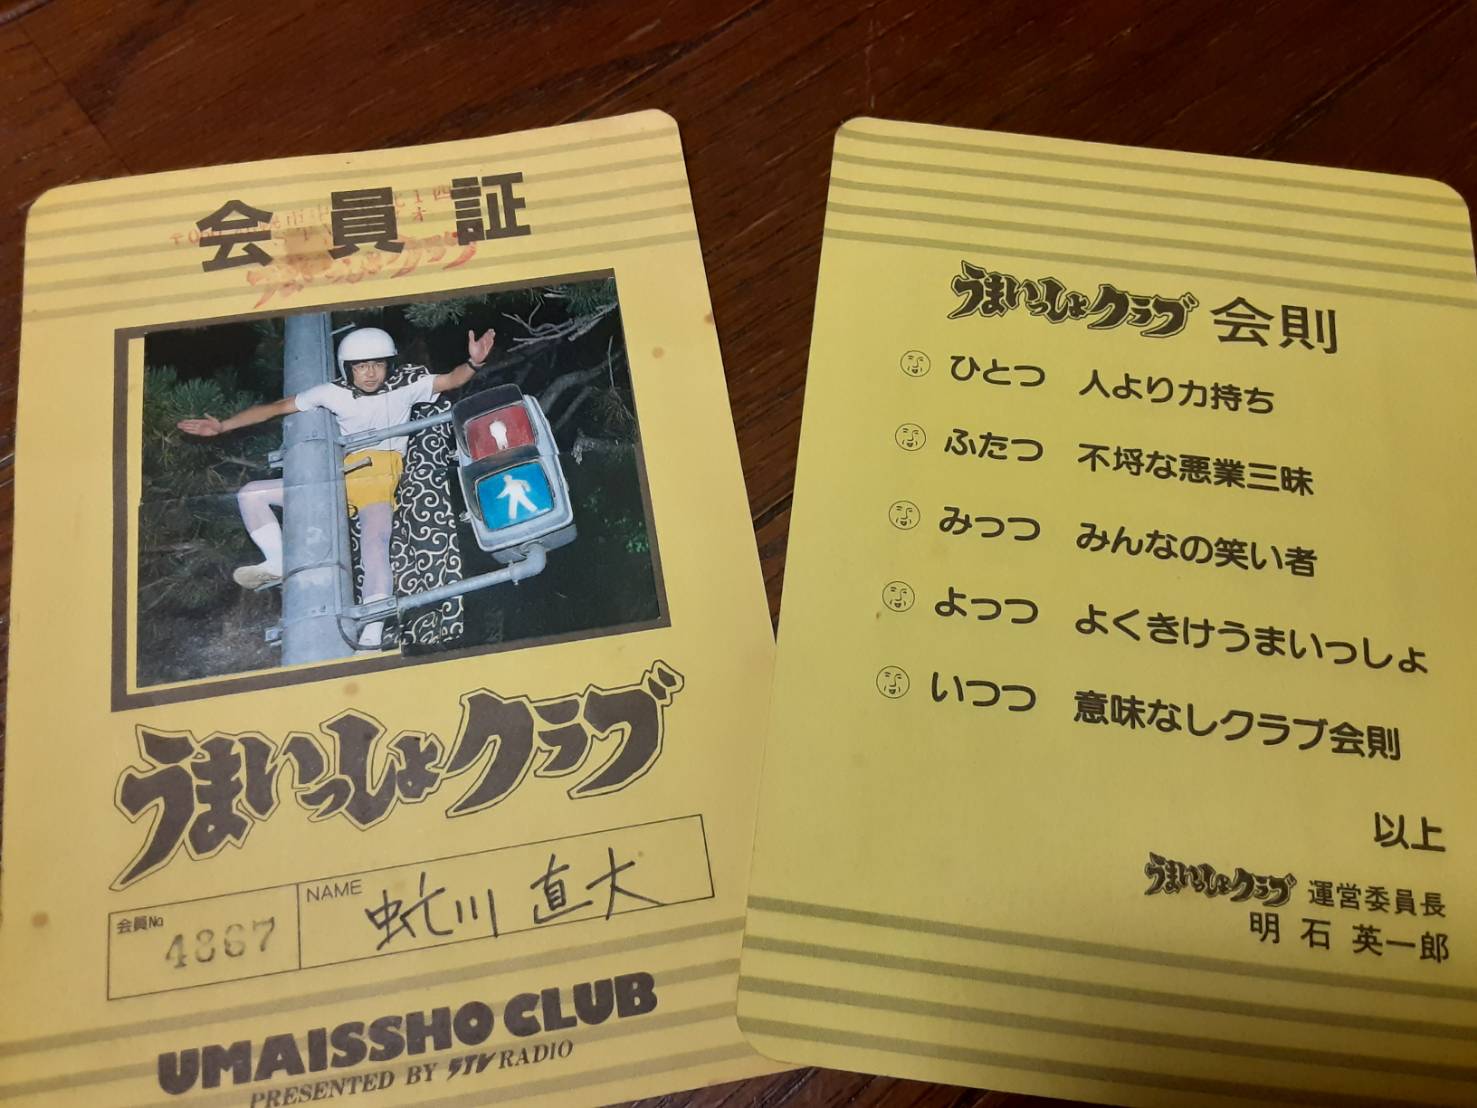 会員証
うまいっしょクラブ
うまいっしょクラブ
会員No
4867
NAME
蛇川 直大
UMAISSHO CLUB
PRESENTED BY STV RADIO
うまいっしょクラブ 会則
ひとつ 人より力持ち
ふたつ 不埒な悪業三昧
みっつ みんなの笑い者
よっつ よくきけうまいっしょ
いつつ 意味なしクラブ会則
以上
うまいっしょクラブ 運営委員長
明石 英一郎